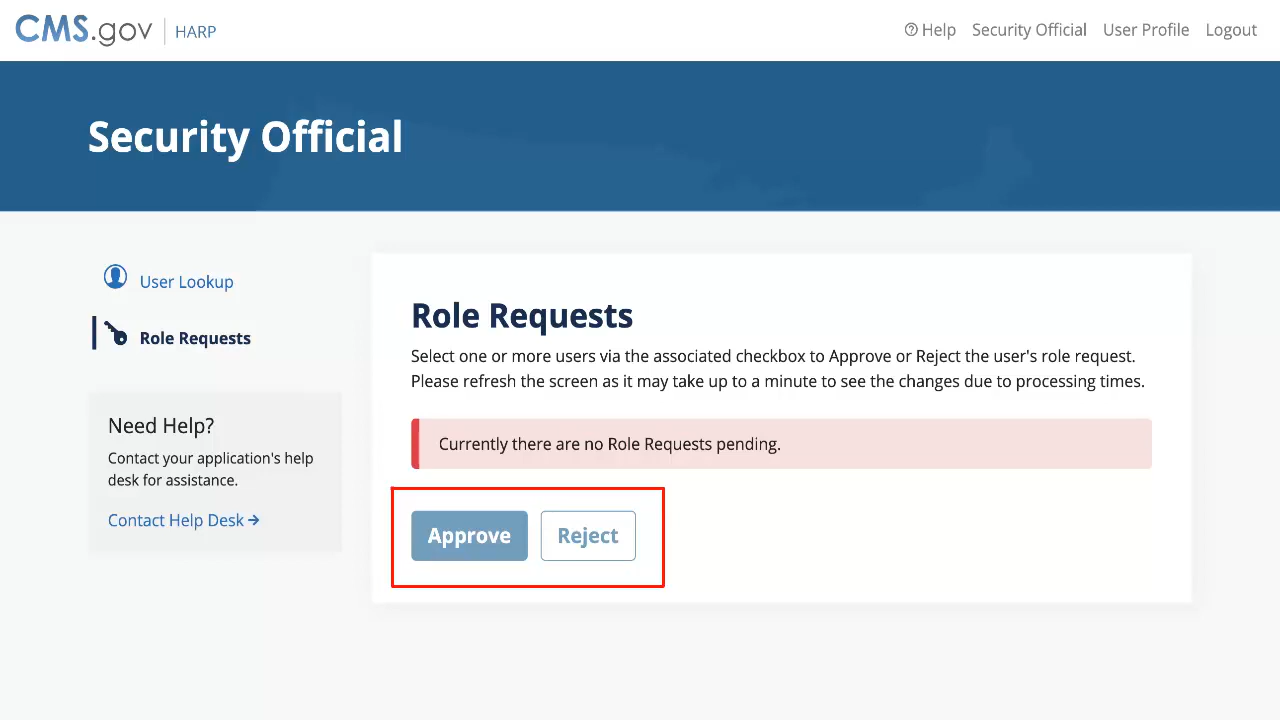 CMS.gov HARP
Help Security Official User Profile Logout
Security Official
User Lookup
Role Requests
Need Help?
Contact your application's help
desk for assistance.
Contact Help Desk →
Role Requests
Select one or more users via the associated checkbox to Approve or Reject the user's role request.
Please refresh the screen as it may take up to a minute to see the changes due to processing times.
Currently there are no Role Requests pending.
Approve Reject